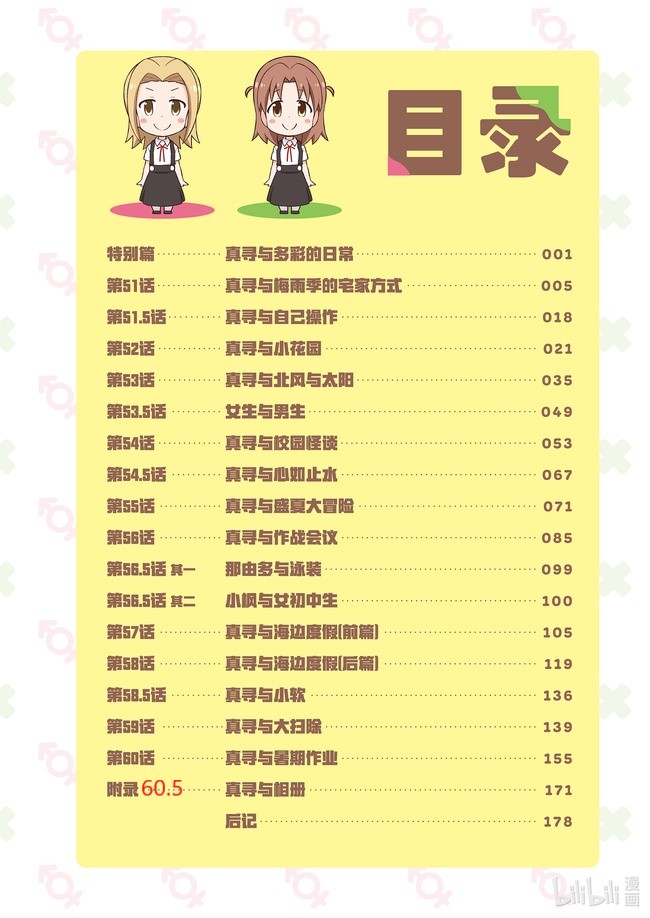 目录
特别篇 真寻与多彩的日常 001
第51话 真寻与梅雨季的宅家方式 005
第51.5话 真寻与自己操作 018
第52话 真寻与小花园 021
第53话 真寻与北风与太阳 035
第53.5话 女生与男生 049
第54话 真寻与校园怪谈 053
第54.5话 真寻与心如止水 067
第55话 真寻与盛夏大冒险 071
第56话 真寻与作战会议 085
第56.5话 其一 那由多与泳装 099
第56.5话 其二 小枫与女初中生 100
第57话 真寻与海边度假(前篇) 105
第58话 真寻与海边度假(后篇) 119
第58.5话 真寻与小软 136
第59话 真寻与大扫除 139
第60话 真寻与暑期作业 155
附录60.5 真寻与相册 171
后记 178
bilibili 漫画